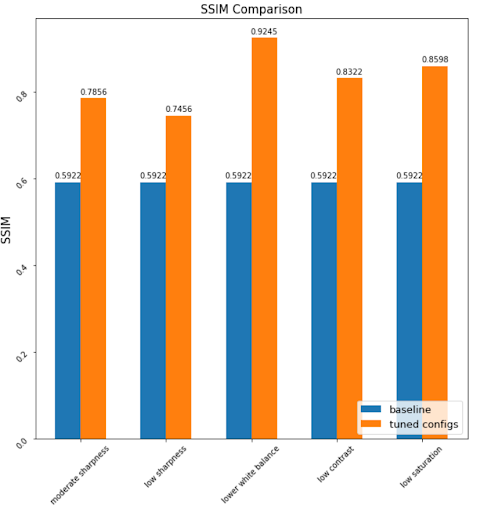 SSIM Comparison
0.9245
0.8598
0.8322
0.7856
0.7456
0.5922
0.5922
0.5922
0.5922
0.5922
SSIM
0.8
0.6
0.4
0.2
0.0
baseline
tuned configs
moderate sharpness
low sharpness
lower white balance
low contrast
low saturation